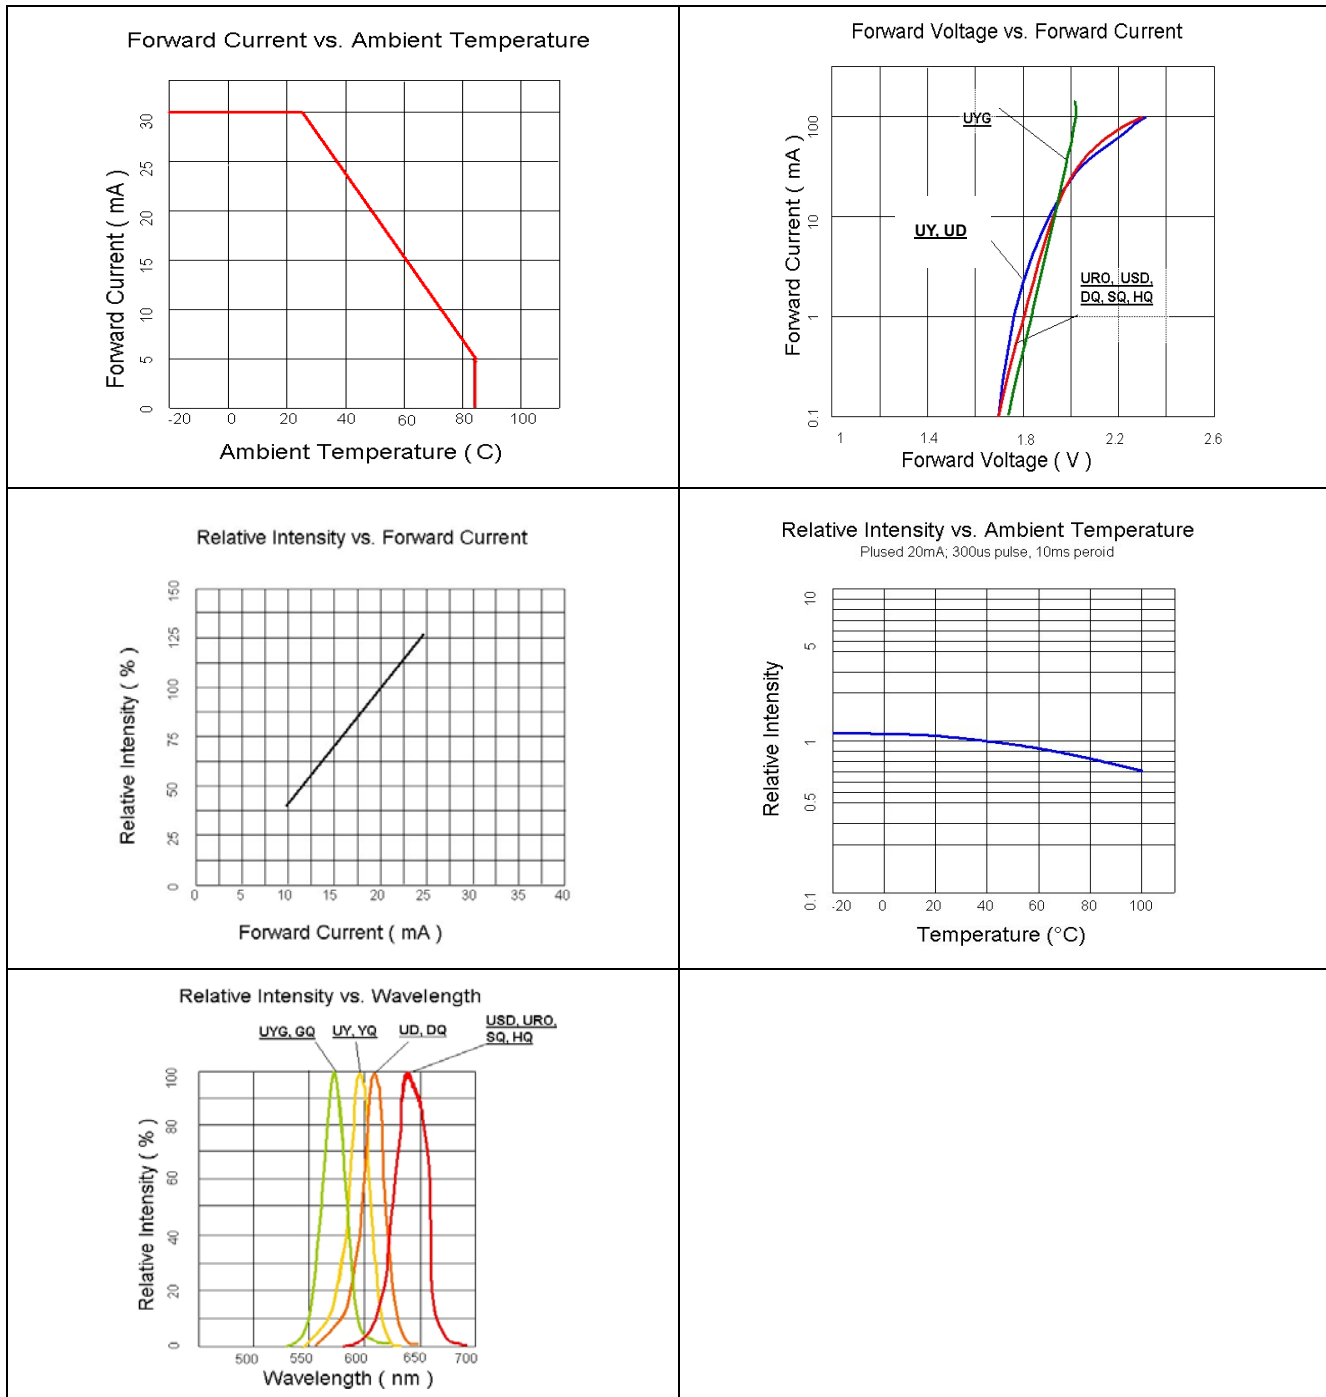 Forward Current vs. Ambient Temperature
Forward Current ( mA )
30
25
20
15
10
5
0
-20 0 20 40 60 80 100
Ambient Temperature ( C)
Forward Voltage vs. Forward Current
Forward Current ( mA )
100
10
1
0.1
UYG
UY, UD
URO, USD,
DQ, SQ, HQ
1 1.4 1.8 2.2 2.6
Forward Voltage ( V )
Relative Intensity vs. Forward Current
Relative Intensity ( % )
150
125
100
75
50
25
0
0 5 10 15 20 25 30 35 40
Forward Current ( mA )
Relative Intensity vs. Ambient Temperature
Plused 20mA; 300us pulse, 10ms peroid
Relative Intensity
10
5
1
0.5
0.1
-20 0 20 40 60 80 100
Temperature (°C)
Relative Intensity vs. Wavelength
UYG, GQ UY, YQ UD, DQ USD, URO,
SQ, HQ
Relative Intensity ( % )
100
80
60
40
20
0
500 550 600 650 700
Wavelength ( nm )